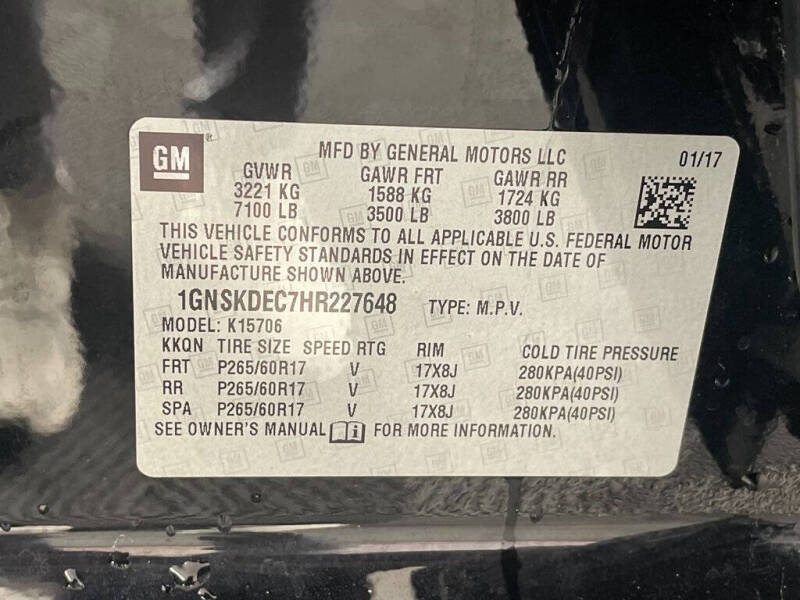 GM
MFD BY GENERAL MOTORS LLC 01/17
GVWR GAWR FRT GAWR RR
3221 KG 1588 KG 1724 KG
7100 LB 3500 LB 3800 LB
THIS VEHICLE CONFORMS TO ALL APPLICABLE U.S. FEDERAL MOTOR
VEHICLE SAFETY STANDARDS IN EFFECT ON THE DATE OF
MANUFACTURE SHOWN ABOVE.
1GNSKDEC7HR227648 TYPE: M.P.V.
MODEL: K15706
KKQN TIRE SIZE SPEED RTG RIM COLD TIRE PRESSURE
FRT P265/60R17 V 17X8J 280KPA(40PSI)
RR P265/60R17 V 17X8J 280KPA(40PSI)
SPA P265/60R17 V 17X8J 280KPA(40PSI)
SEE OWNER'S MANUAL FOR MORE INFORMATION.